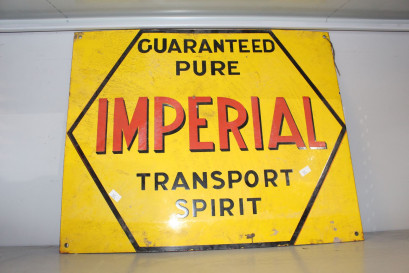 GUARANTEED
PURE
IMPERIAL
TRANSPORT
SPIRIT